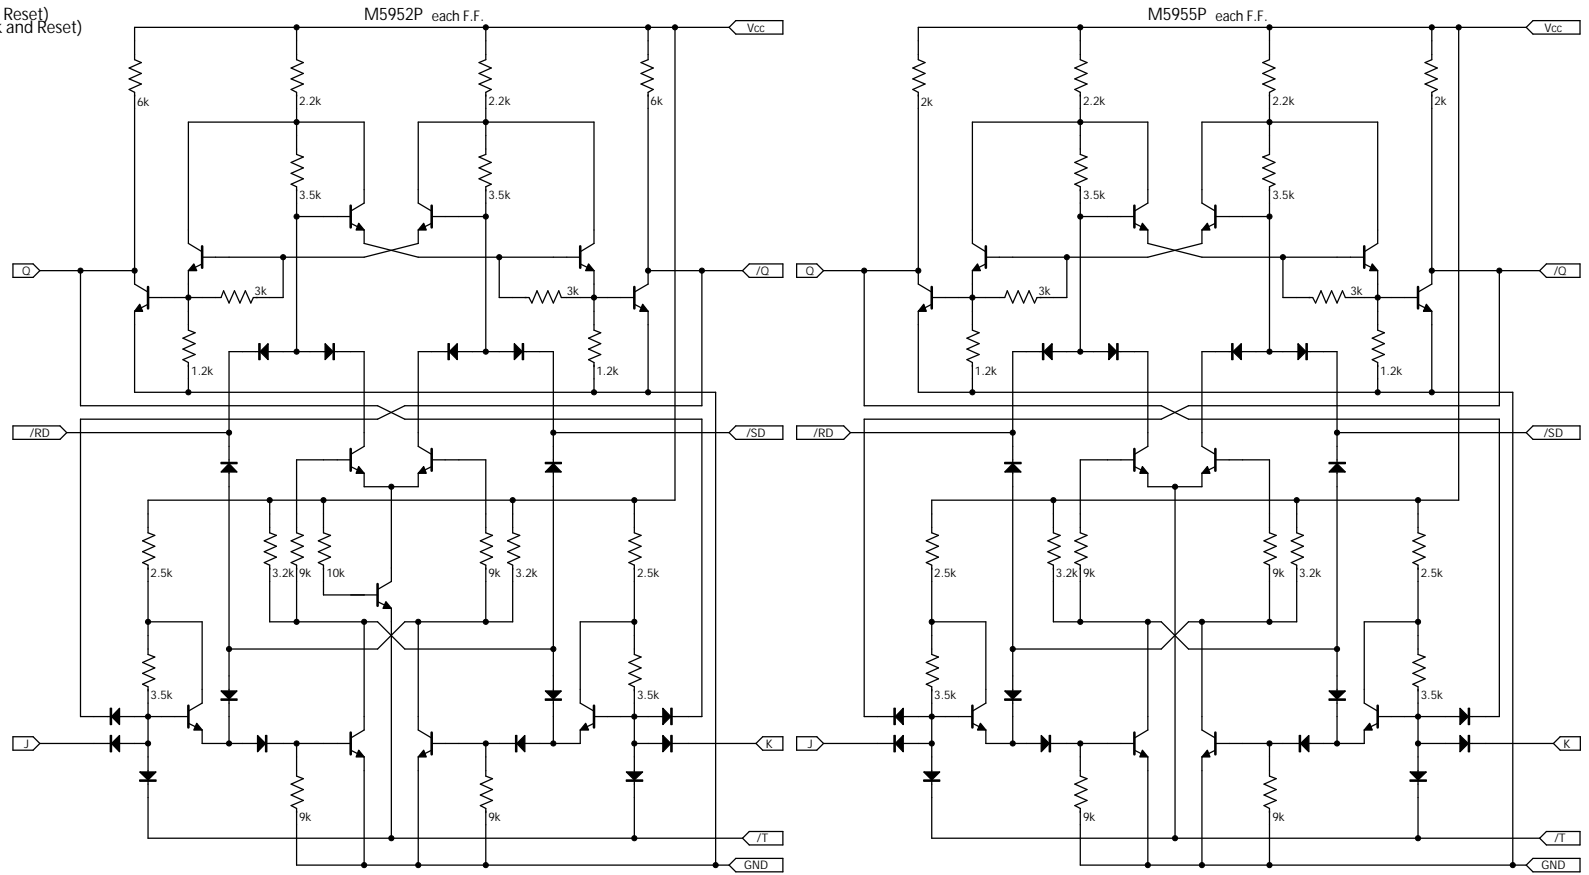 Reset)
k and Reset)
M5952P each F.F.
M5955P each F.F.
Vcc
Vcc
6k
2.2k
2.2k
6k
2k
2.2k
2.2k
2k
3.5k
3.5k
3.5k
3.5k
Q
/Q
Q
/Q
3k
3k
3k
3k
1.2k
1.2k
1.2k
1.2k
/RD
/SD
/RD
/SD
2.5k
3.2k
9k
10k
9k
3.2k
2.5k
2.5k
3.2k
9k
9k
3.2k
2.5k
3.5k
3.5k
3.5k
3.5k
J
K
J
K
9k
9k
9k
9k
/T
/T
GND
GND